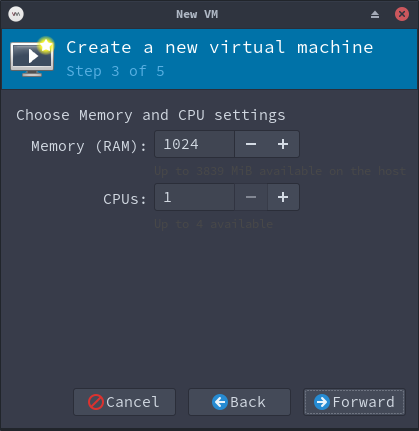 New VM
Create a new virtual machine
Step 3 of 5
Choose Memory and CPU settings
Memory (RAM): 1024
Up to 3839 MiB available on the host
CPUs: 1
Up to 4 available
Cancel Back Forward